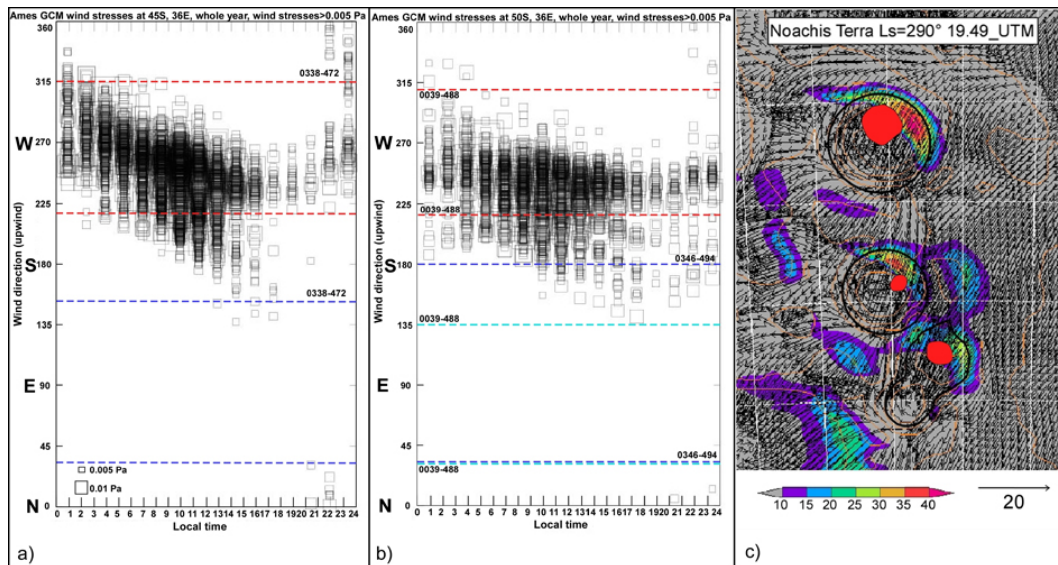 Ames GCM wind stresses at 45S, 36E, whole year, wind stresses>0.005 Pa
360
315
W 270
225
S 180
135
E 90
45
N 0
Wind direction (upwind)
0338-472
0338-472
0.005 Pa
0.01 Pa
0 1 2 3 4 5 6 7 8 9 10 11 12 13 14 15 16 17 18 19 20 21 22 23 24
Local time
a)
Ames GCM wind stresses at 50S, 36E, whole year, wind stresses>0.005 Pa
360
315
W 270
225
S 180
135
E 90
45
N 0
Wind direction (upwind)
0039-488
0039-488
0346-494
0039-488
0346-494
0039-488
0 1 2 3 4 5 6 7 8 9 10 11 12 13 14 15 16 17 18 19 20 21 22 23 24
Local time
b)
Noachis Terra Ls=290° 19.49_UTM
10 15 20 25 30 35 40
20
c)